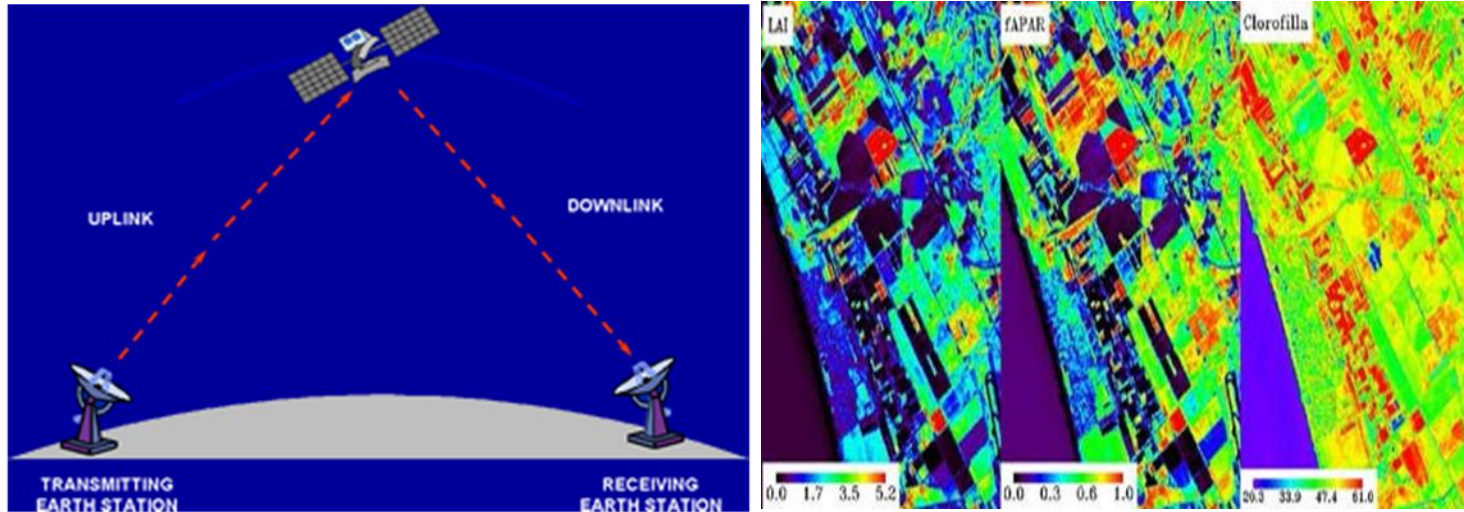 UPLINK
DOWNLINK
TRANSMITTING
EARTH STATION
RECEIVING
EARTH STATION
LAI
fAPAR
Clorofilla
0.0 1.7 3.5 5.2
0.0 0.3 0.6 1.0
20.3 33.9 47.4 61.0